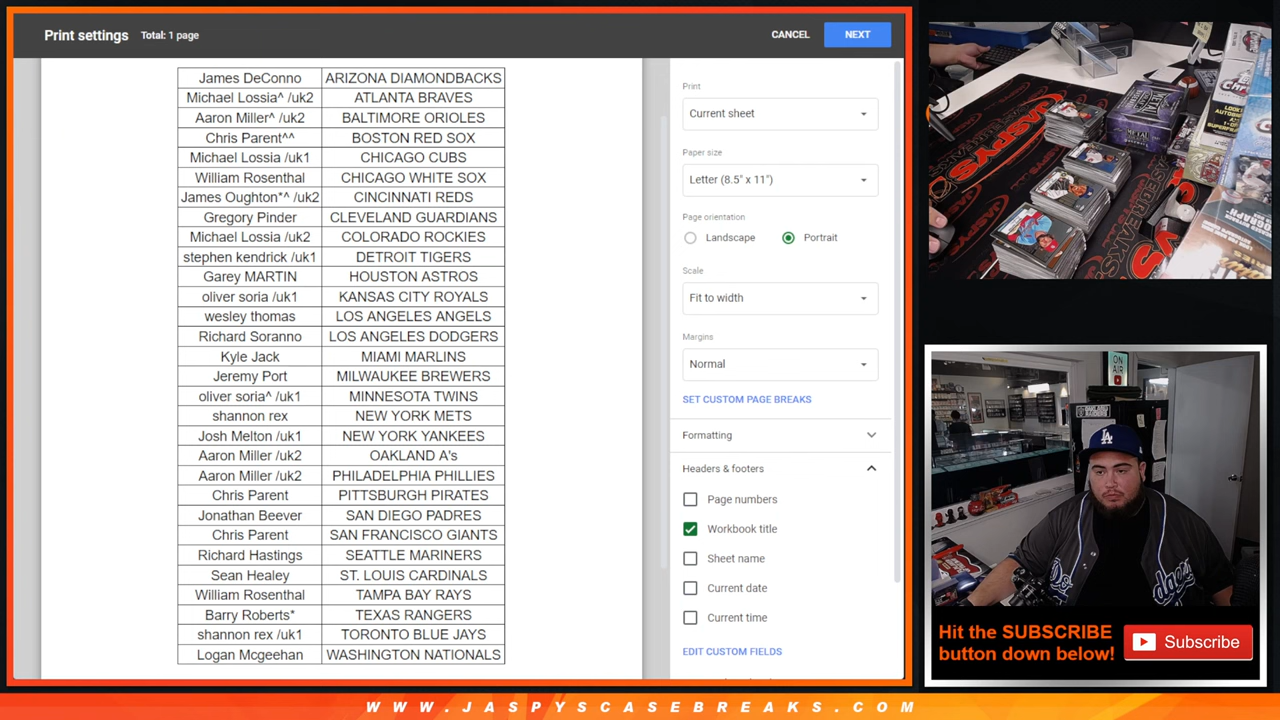 Print settings Total: 1 page CANCEL NEXT
James DeConno ARIZONA DIAMONDBACKS
Michael Lossia^ /uk2 ATLANTA BRAVES
Aaron Miller^ /uk2 BALTIMORE ORIOLES
Chris Parent^^ BOSTON RED SOX
Michael Lossia /uk1 CHICAGO CUBS
William Rosenthal CHICAGO WHITE SOX
James Oughton*^ /uk2 CINCINNATI REDS
Gregory Pinder CLEVELAND GUARDIANS
Michael Lossia /uk2 COLORADO ROCKIES
stephen kendrick /uk1 DETROIT TIGERS
Garey MARTIN HOUSTON ASTROS
oliver soria /uk1 KANSAS CITY ROYALS
wesley thomas LOS ANGELES ANGELS
Richard Soranno LOS ANGELES DODGERS
Kyle Jack MIAMI MARLINS
Jeremy Port MILWAUKEE BREWERS
oliver soria^ /uk1 MINNESOTA TWINS
shannon rex NEW YORK METS
Josh Melton /uk1 NEW YORK YANKEES
Aaron Miller /uk2 OAKLAND A's
Aaron Miller /uk2 PHILADELPHIA PHILLIES
Chris Parent PITTSBURGH PIRATES
Jonathan Beever SAN DIEGO PADRES
Chris Parent SAN FRANCISCO GIANTS
Richard Hastings SEATTLE MARINERS
Sean Healey ST. LOUIS CARDINALS
William Rosenthal TAMPA BAY RAYS
Barry Roberts* TEXAS RANGERS
shannon rex /uk1 TORONTO BLUE JAYS
Logan Mcgeehan WASHINGTON NATIONALS
Print
Current sheet
Paper size
Letter (8.5" x 11")
Page orientation
Landscape Portrait
Scale
Fit to width
Margins
Normal
SET CUSTOM PAGE BREAKS
Formatting
Headers & footers
Page numbers
Workbook title
Sheet name
Current date
Current time
EDIT CUSTOM FIELDS
JASPYS
METAL
ON
AIR
LA
Hit the SUBSCRIBE
button down below!
Subscribe
WWW.JASPYSCASEBREAKS.COM